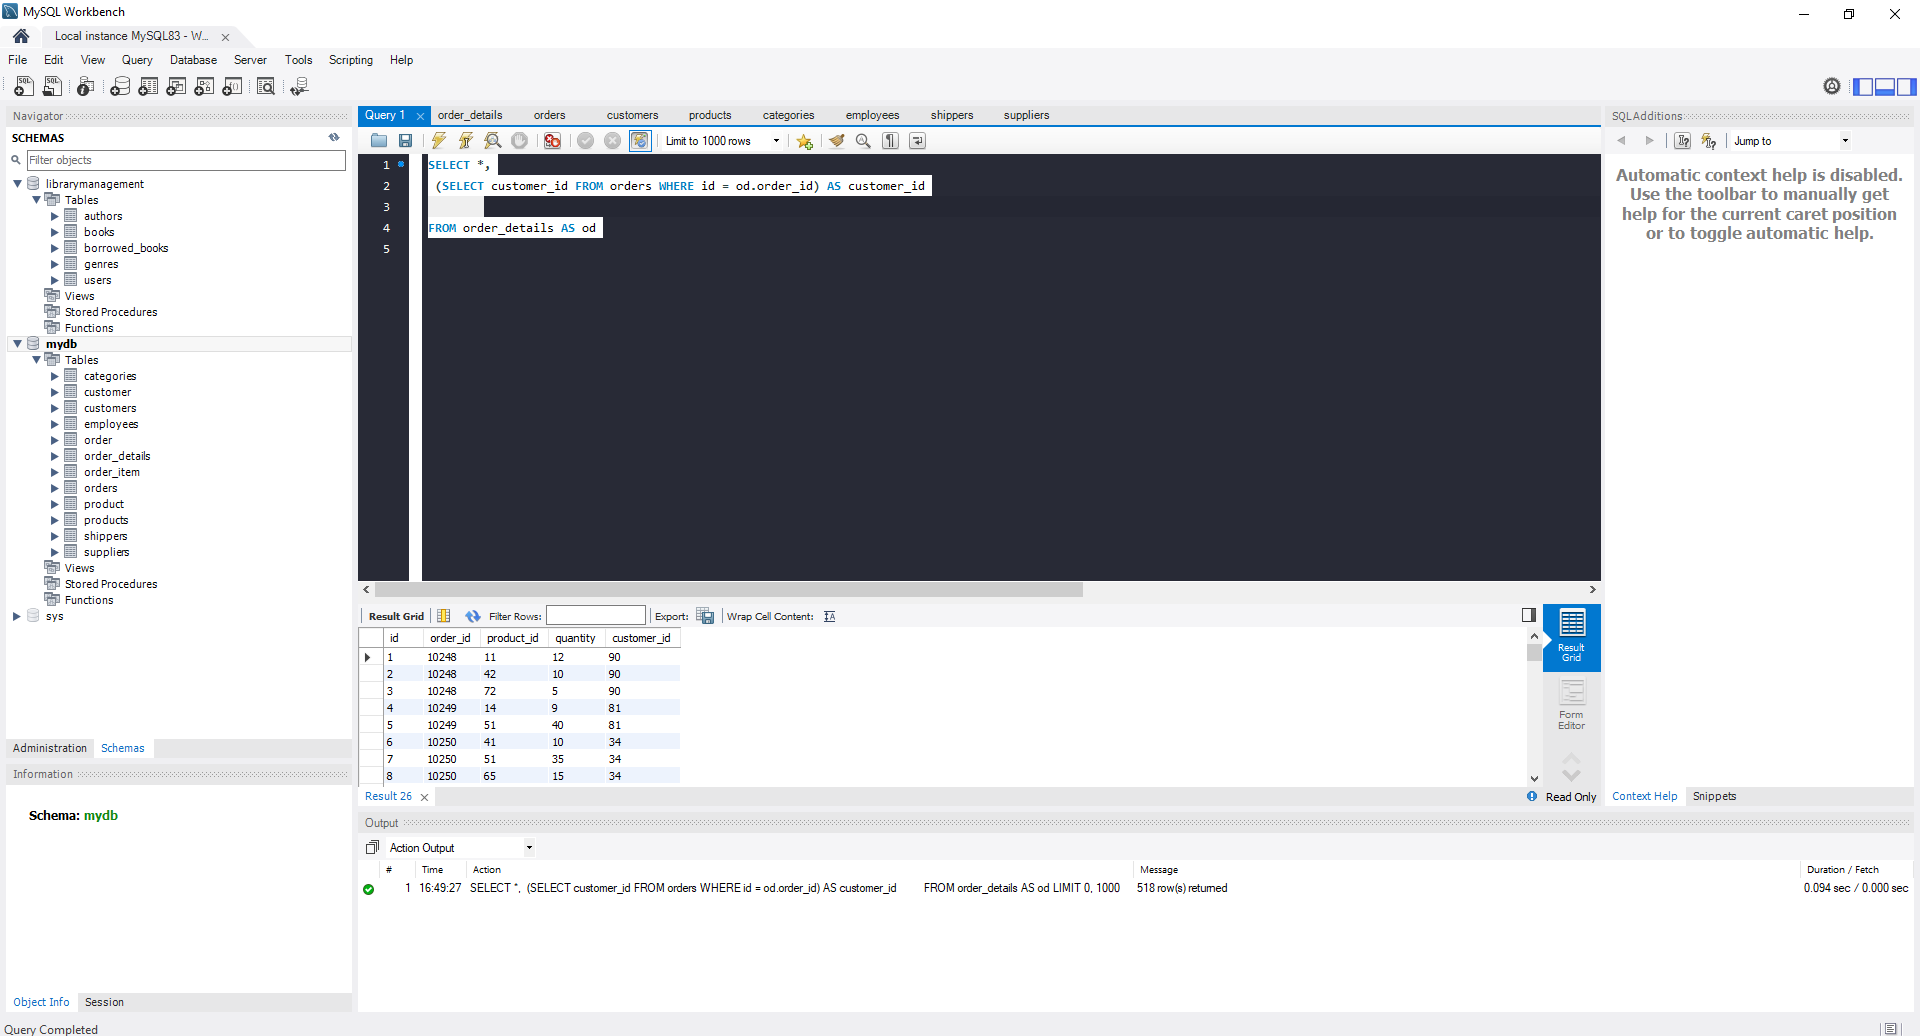 MySQL Workbench
Local instance MySQL83 - W... ×
File Edit View Query Database Server Tools Scripting Help
Navigator
SCHEMAS
Filter objects
librarymanagement
Tables
authors
books
borrowed_books
genres
users
Views
Stored Procedures
Functions
mydb
Tables
categories
customer
customers
employees
order
order_details
order_item
orders
product
products
shippers
suppliers
Views
Stored Procedures
Functions
sys
Administration Schemas
Information
Schema: mydb
Object Info Session
Query 1 × order_details orders customers products categories employees shippers suppliers
Limit to 1000 rows
1 SELECT *,
2 (SELECT customer_id FROM orders WHERE id = od.order_id) AS customer_id
3
4 FROM order_details AS od
5
Result Grid Filter Rows: Export: Wrap Cell Content:
id order_id product_id quantity customer_id
1 10248 11 12 90
2 10248 42 10 90
3 10248 72 5 90
4 10249 14 9 81
5 10249 51 40 81
6 10250 41 10 34
7 10250 51 35 34
8 10250 65 15 34
Result
Grid
Form
Editor
Result 26 × Read Only
SQLAdditions
Jump to
Automatic context help is disabled.
Use the toolbar to manually get
help for the current caret position
or to toggle automatic help.
Context Help Snippets
Output
Action Output
# Time Action Message Duration / Fetch
1 16:49:27 SELECT *, (SELECT customer_id FROM orders WHERE id = od.order_id) AS customer_id FROM order_details AS od LIMIT 0, 1000 518 row(s) returned 0.094 sec / 0.000 sec
Query Completed